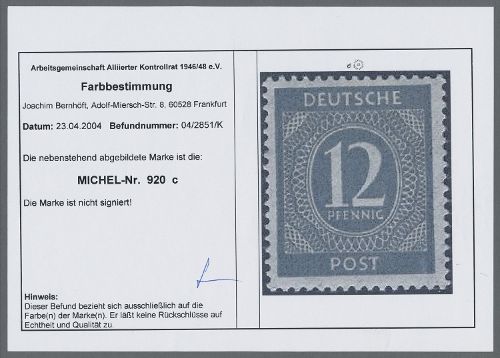 Arbeitsgemeinschaft Alliierter Kontrollrat 1946/48 e.V.
Farbbestimmung
Joachim Bernhöft, Adolf-Miersch-Str. 8, 60528 Frankfurt
Datum: 23.04.2004 Befundnummer: 04/2851/K
Die nebenstehend abgebildete Marke ist die:
MICHEL-Nr. 920 c
Die Marke ist nicht signiert!
Hinweis:
Dieser Befund bezieht sich ausschließlich auf die
Farbe(n) der Marke(n). Er läßt keine Rückschlüsse auf
Echtheit und Qualität zu.
DEUTSCHE
12
PFENNIG
POST